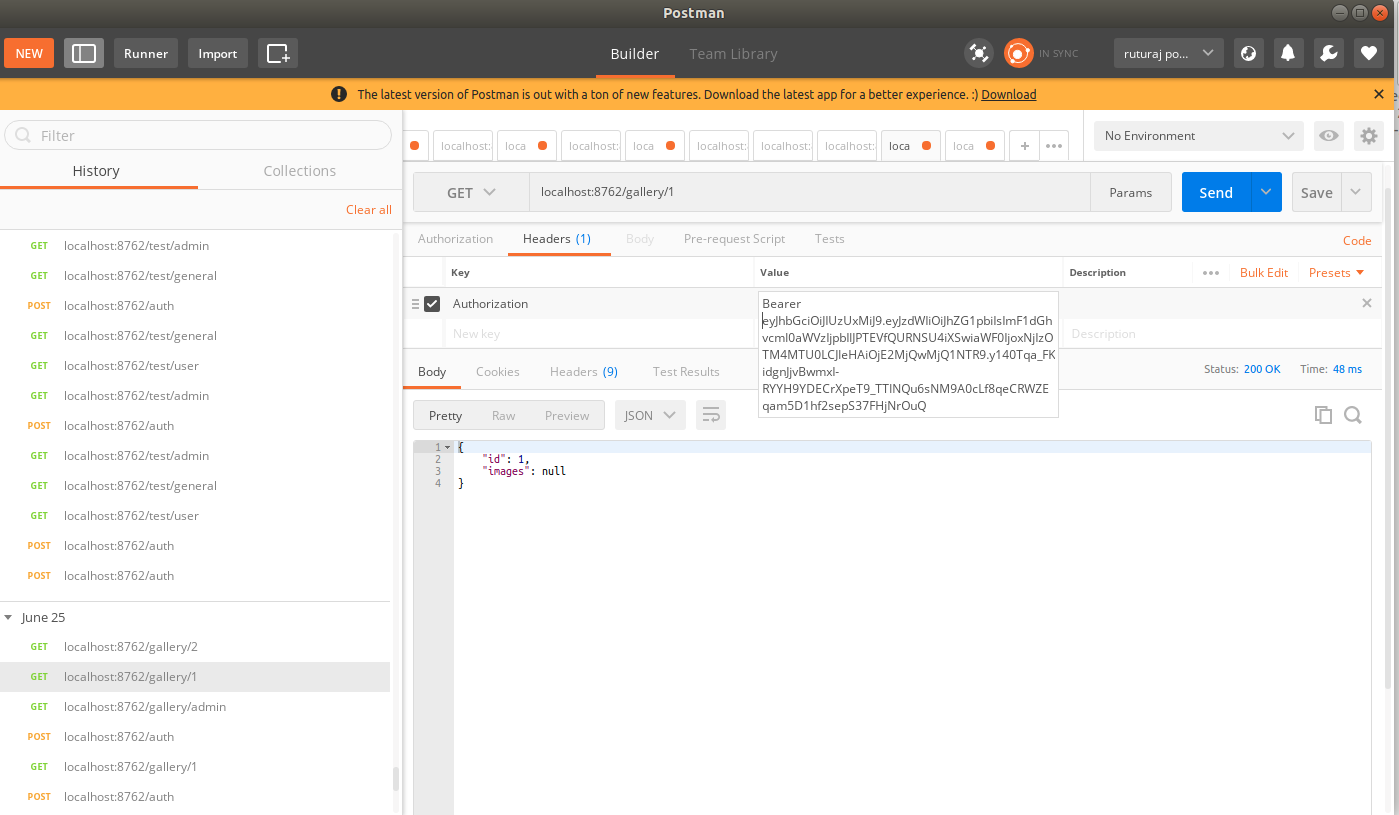 Postman
NEW
Runner
Import
Builder
Team Library
IN SYNC
ruturaj po...
The latest version of Postman is out with a ton of new features. Download the latest app for a better experience. :) Download
Filter
History
Collections
Clear all
GET localhost:8762/test/admin
GET localhost:8762/test/general
POST localhost:8762/auth
GET localhost:8762/test/general
GET localhost:8762/test/user
GET localhost:8762/test/admin
POST localhost:8762/auth
GET localhost:8762/test/admin
GET localhost:8762/test/general
GET localhost:8762/test/user
POST localhost:8762/auth
POST localhost:8762/auth
June 25
GET localhost:8762/gallery/2
GET localhost:8762/gallery/1
GET localhost:8762/gallery/admin
POST localhost:8762/auth
GET localhost:8762/gallery/1
POST localhost:8762/auth
localhost: loca localhost: loca localhost: localhost: localhost: loca loca + •••
No Environment
GET localhost:8762/gallery/1 Params Send Save
Authorization Headers (1) Body Pre-request Script Tests Code
Key Value Description ••• Bulk Edit Presets
Authorization
New key
Description
Bearer
eyJhbGciOiJIUzUxMiJ9.eyJzdWIiOiJhZG1pbiIsImF1dGh
vcml0aWVzIjpbIlJPTEVfQURNSU4iXSwiaWF0IjoxNjIzO
TM4MTU0LCJleHAiOjE2MjQwMjQ1NTR9.y140Tqa_FK
idgnJjvBwmxl-
RYYH9YDECrXpeT9_TTINQu6sNM9A0cLf8qeCRWZE
qam5D1hf2sepS37FHjNrOuQ
Body Cookies Headers (9) Test Results
Status: 200 OK Time: 48 ms
Pretty Raw Preview JSON
1 {
2 "id": 1,
3 "images": null
4 }